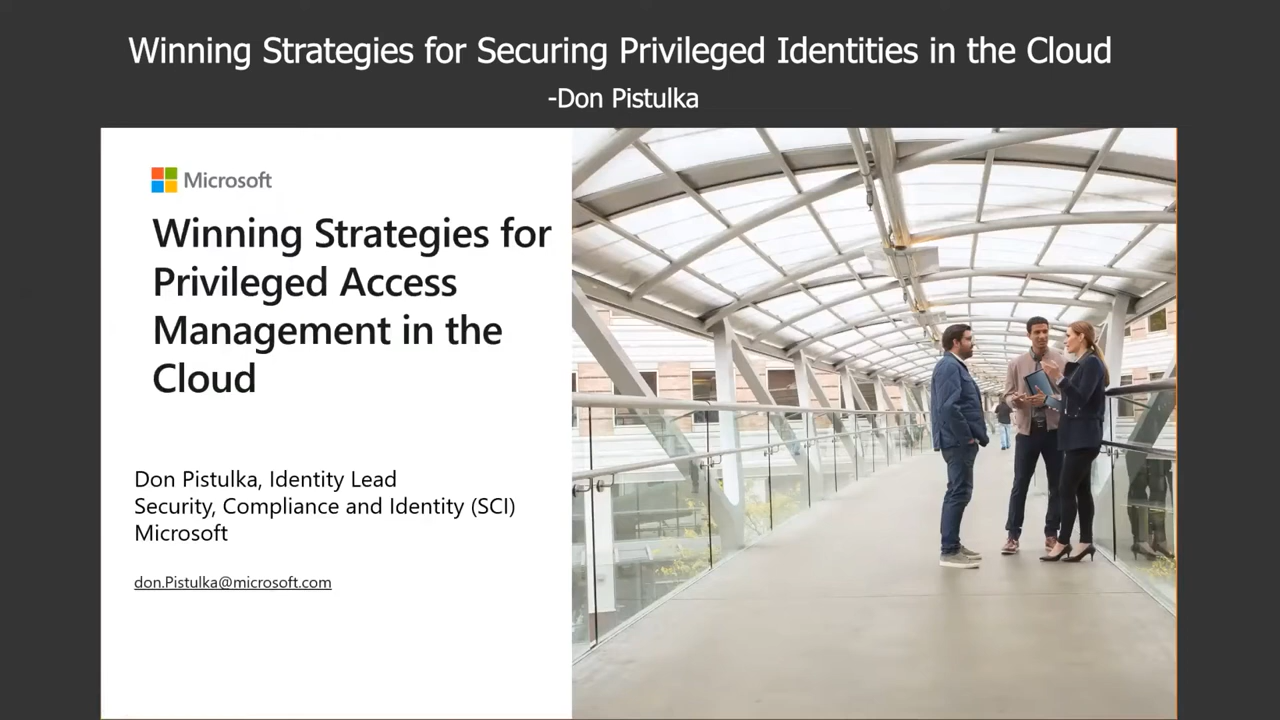 Winning Strategies for Securing Privileged Identities in the Cloud
-Don Pistulka
Microsoft
Winning Strategies for
Privileged Access
Management in the
Cloud
Don Pistulka, Identity Lead
Security, Compliance and Identity (SCI)
Microsoft
don.Pistulka@microsoft.com